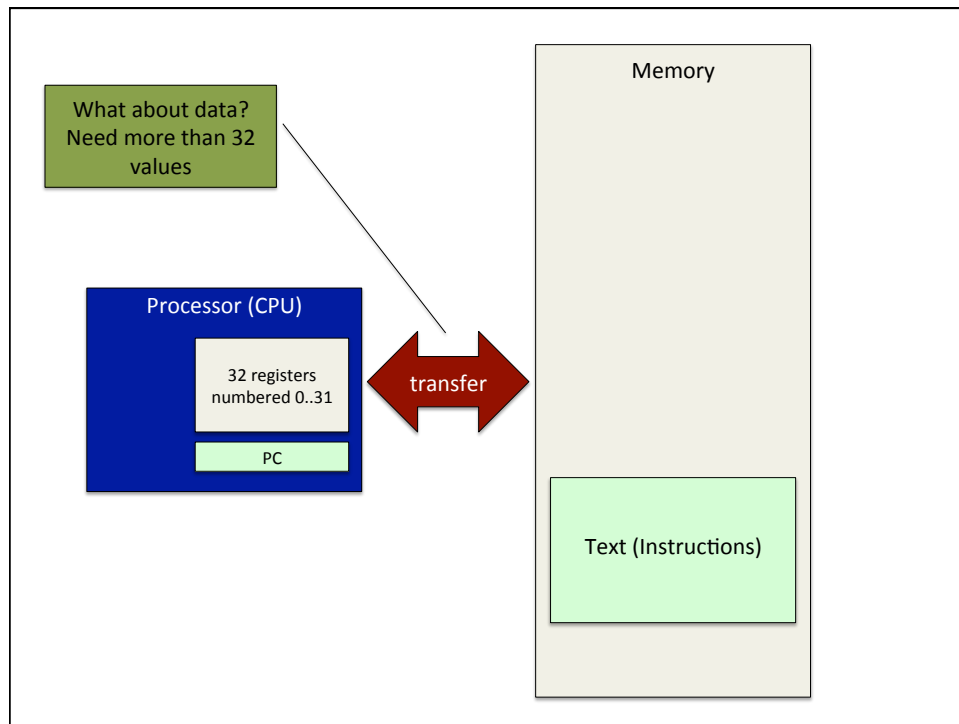 What about data?
Need more than 32
values
Memory
Processor (CPU)
32 registers
numbered 0..31
PC
transfer
Text (Instructions)